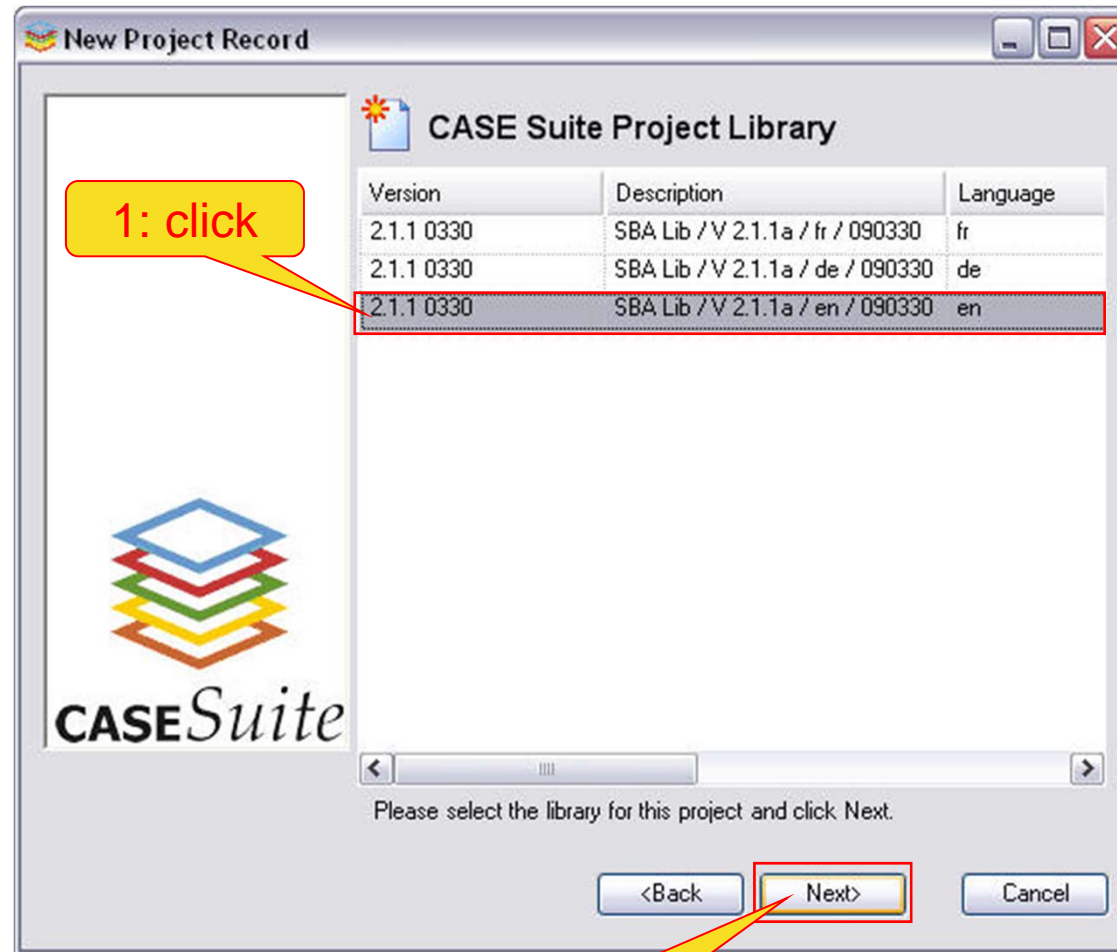 New Project Record
CASE Suite Project Library
1: click
Version Description Language
2.1.1 0330 SBA Lib / V 2.1.1a / fr / 090330 fr
2.1.1 0330 SBA Lib / V 2.1.1a / de / 090330 de
2.1.1 0330 SBA Lib / V 2.1.1a / en / 090330 en
CASESuite
Please select the library for this project and click Next.
<Back Next> Cancel